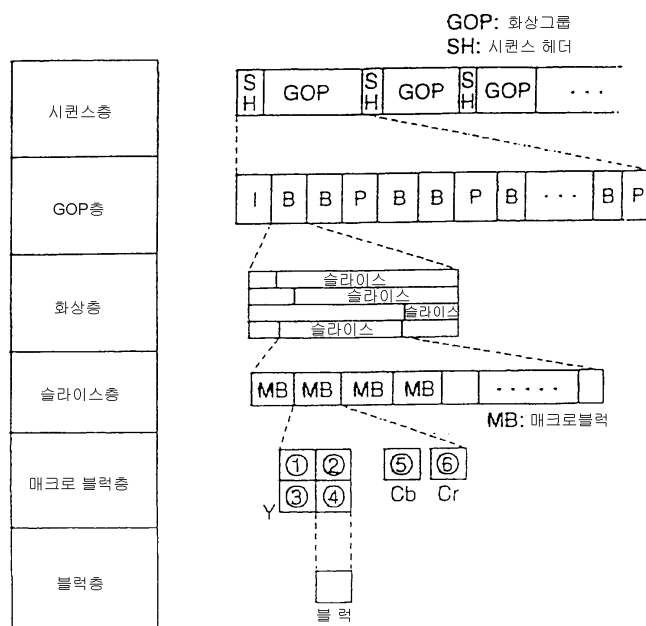 GOP: 화상그룹
SH: 시퀀스 헤더
시퀀스층
SH GOP SH GOP SH GOP ...
GOP층
I B B P B B P B ... B P
화상층
슬라이스
슬라이스
슬라이스
슬라이스
슬라이스층
MB MB MB MB .....
MB: 매크로블럭
매크로 블럭층
① ② ⑤ ⑥
③ ④ Cb Cr
Y
블럭층
블 럭